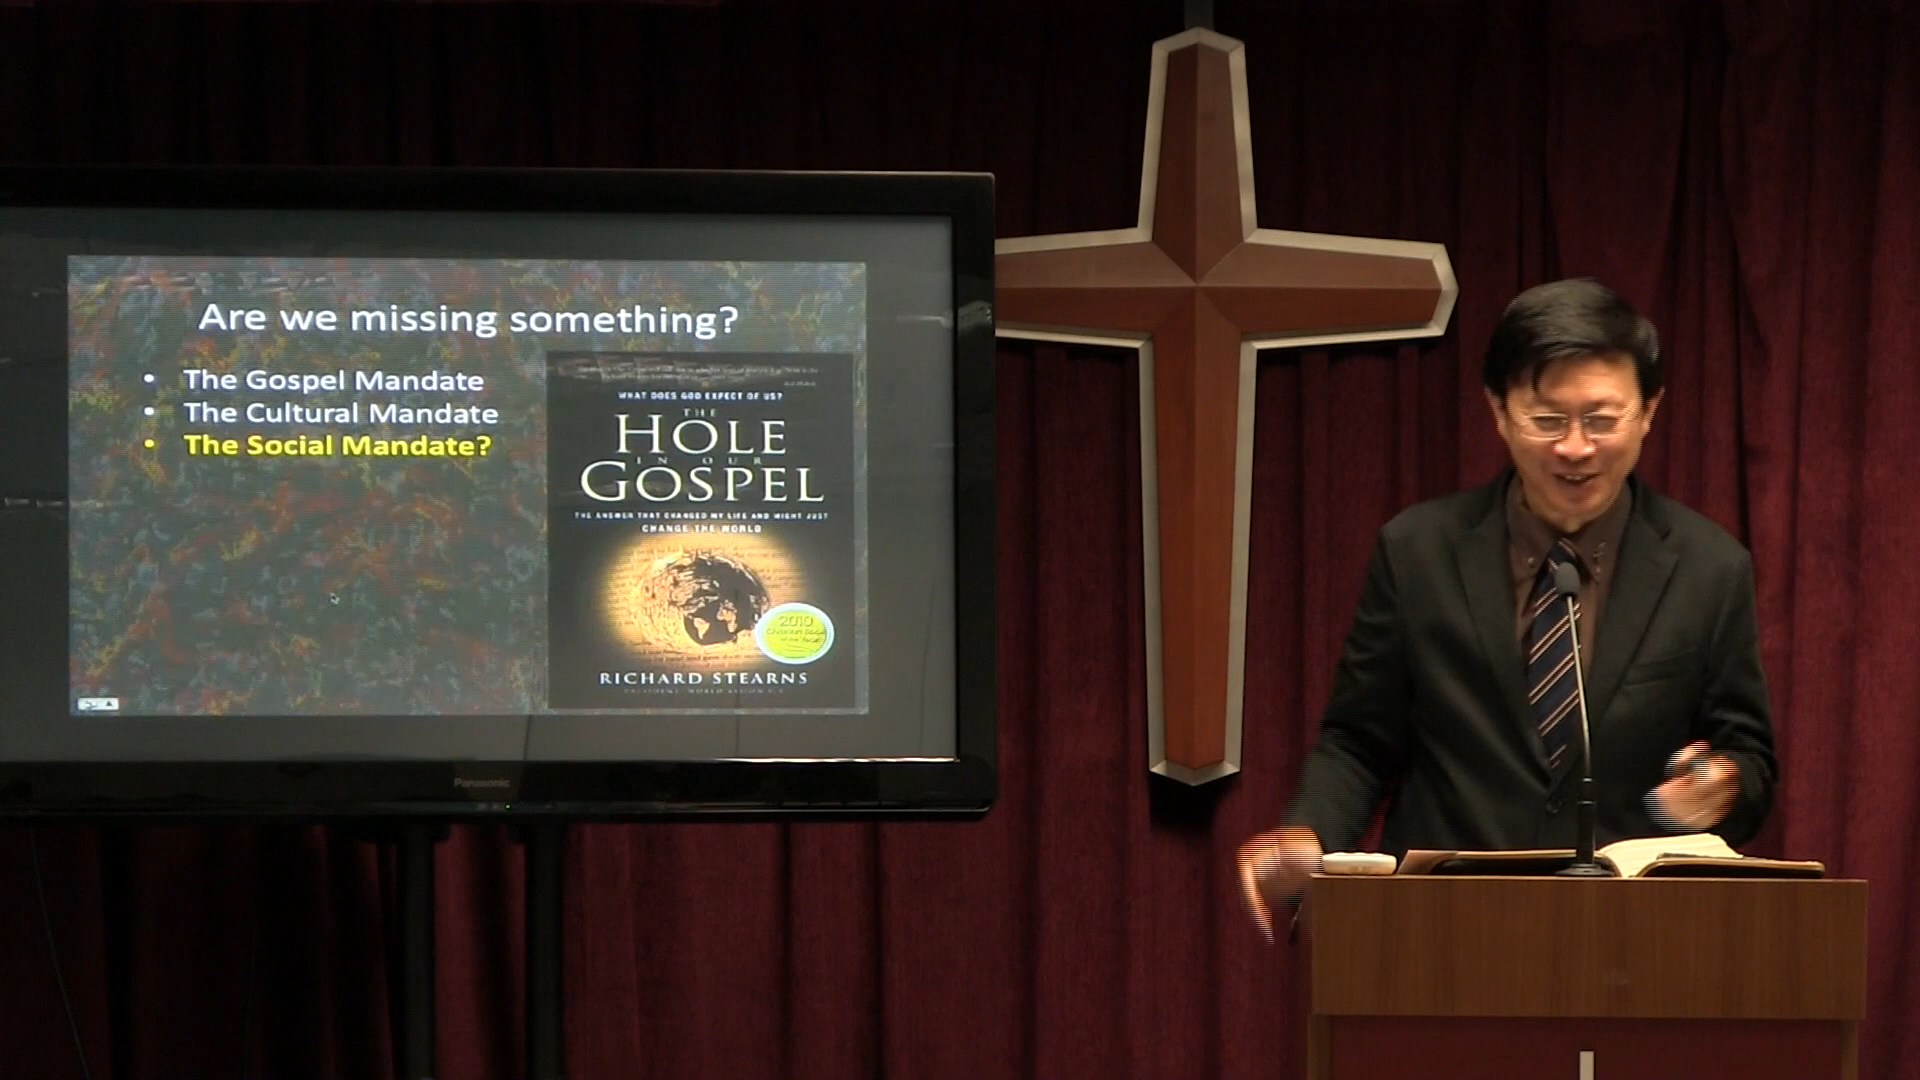 Are we missing something?
• The Gospel Mandate
• The Cultural Mandate
• The Social Mandate?
WHAT DOES GOD EXPECT OF US?
THE
HOLE
IN OUR
GOSPEL
THE ANSWER THAT CHANGED MY LIFE AND MIGHT JUST
CHANGE THE WORLD
2010
RICHARD STEARNS
Panasonic